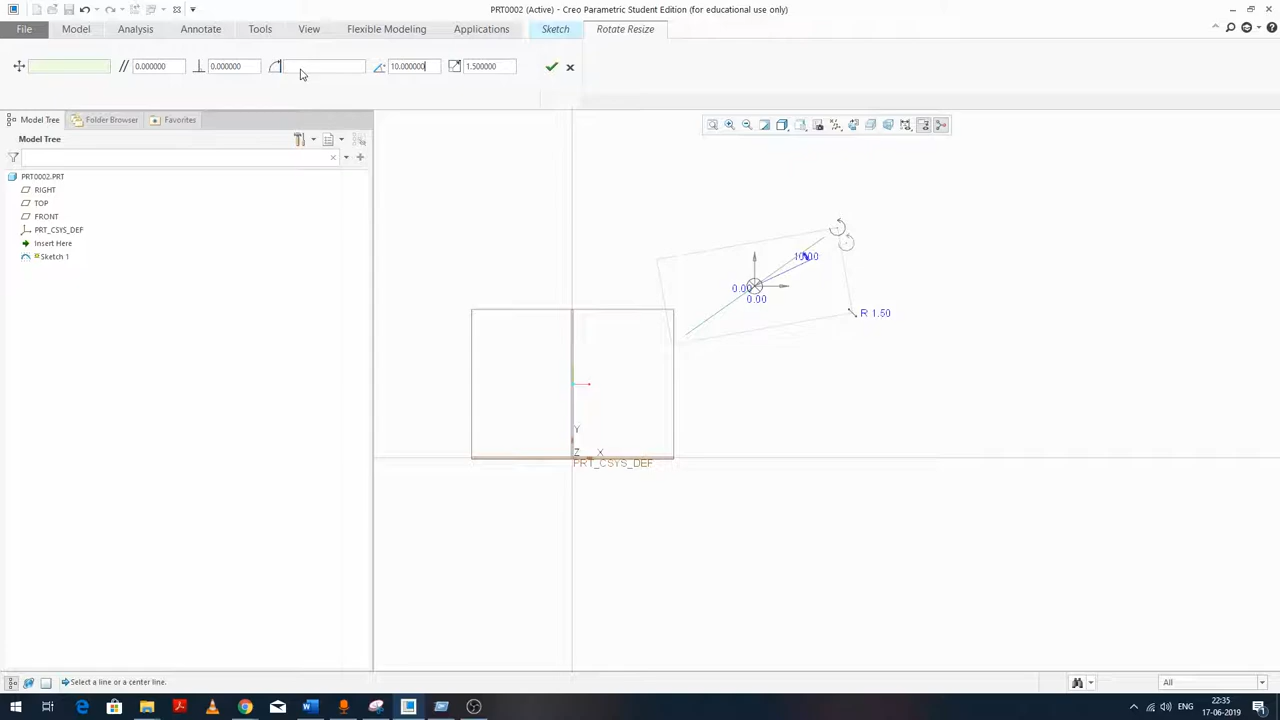 PRT0002 (Active) - Creo Parametric Student Edition (for educational use only)
File Model Analysis Annotate Tools View Flexible Modeling Applications Sketch Rotate Resize
0.000000 0.000000 10.000000 1.500000
Model Tree Folder Browser Favorites
Model Tree
PRT0002.PRT
RIGHT
TOP
FRONT
PRT_CSYS_DEF
Insert Here
Sketch 1
10.00
0.00
0.00
R 1.50
Y
Z X
PRT_CSYS_DEF
Select a line or a center line.
All
ENG
22:35
17-06-2019